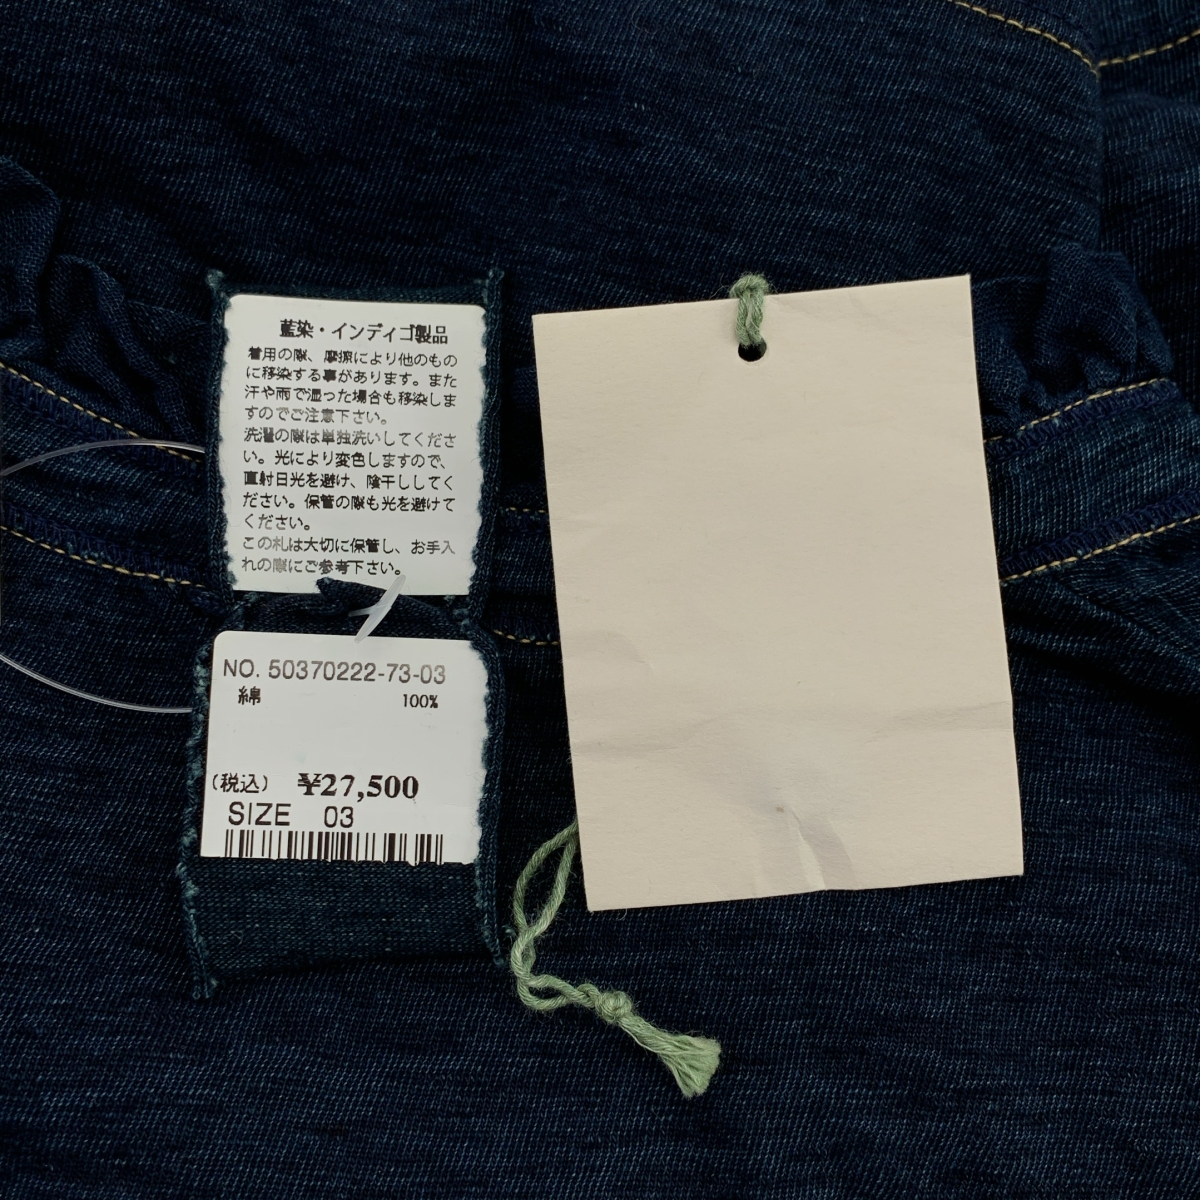 藍染・インディゴ製品
着用の際、摩擦により他のもの
に移染する事があります。また
汗や雨で湿った場合も移染しま
すのでご注意下さい。
洗濯の際は単独洗いしてくださ
い。光により変色しますので、
直射日光を避け、陰干ししてく
ださい。保管の際も光を避けて
ください。
この札は大切に保管し、お手入
れの際にご参考下さい。
NO. 50370222-73-03
綿 100%
(税込) ¥27,500
SIZE 03